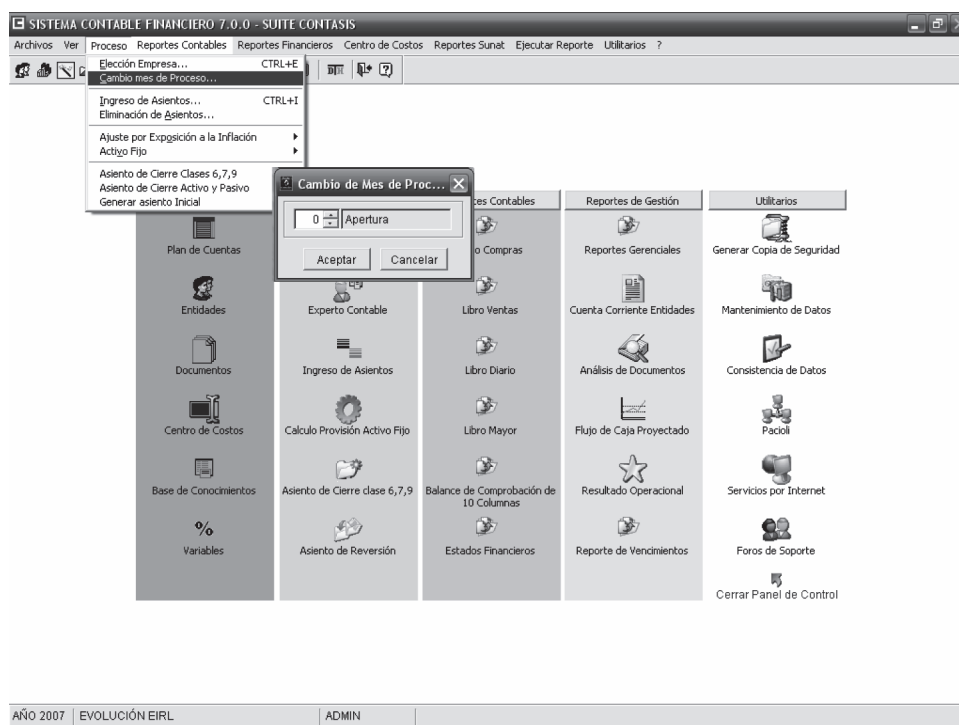 SISTEMA CONTABLE FINANCIERO 7.0.0 - SUITE CONTASIS
Archivos Ver Proceso Reportes Contables Reportes Financieros Centro de Costos Reportes Sunat Ejecutar Reporte Utilitarios ?
Elección Empresa... CTRL+E
Cambio mes de Proceso...
Ingreso de Asientos... CTRL+I
Eliminación de Asientos...
Ajuste por Exposición a la Inflación
Activo Fijo
Asiento de Cierre Clases 6,7,9
Asiento de Cierre Activo y Pasivo
Generar asiento Inicial
Cambio de Mes de Proc...
0 Apertura
Aceptar Cancelar
es Contables Reportes de Gestión Utilitarios
Plan de Cuentas o Compras Reportes Gerenciales Generar Copia de Seguridad
Entidades Experto Contable Libro Ventas Cuenta Corriente Entidades Mantenimiento de Datos
Documentos Ingreso de Asientos Libro Diario Análisis de Documentos Consistencia de Datos
Centro de Costos Calculo Provisión Activo Fijo Libro Mayor Flujo de Caja Proyectado Pacioli
Base de Conocimientos Asiento de Cierre clase 6,7,9 Balance de Comprobación de 10 Columnas Resultado Operacional Servicios por Internet
Variables Asiento de Reversión Estados Financieros Reporte de Vencimientos Foros de Soporte
Cerrar Panel de Control
AÑO 2007 EVOLUCIÓN EIRL ADMIN